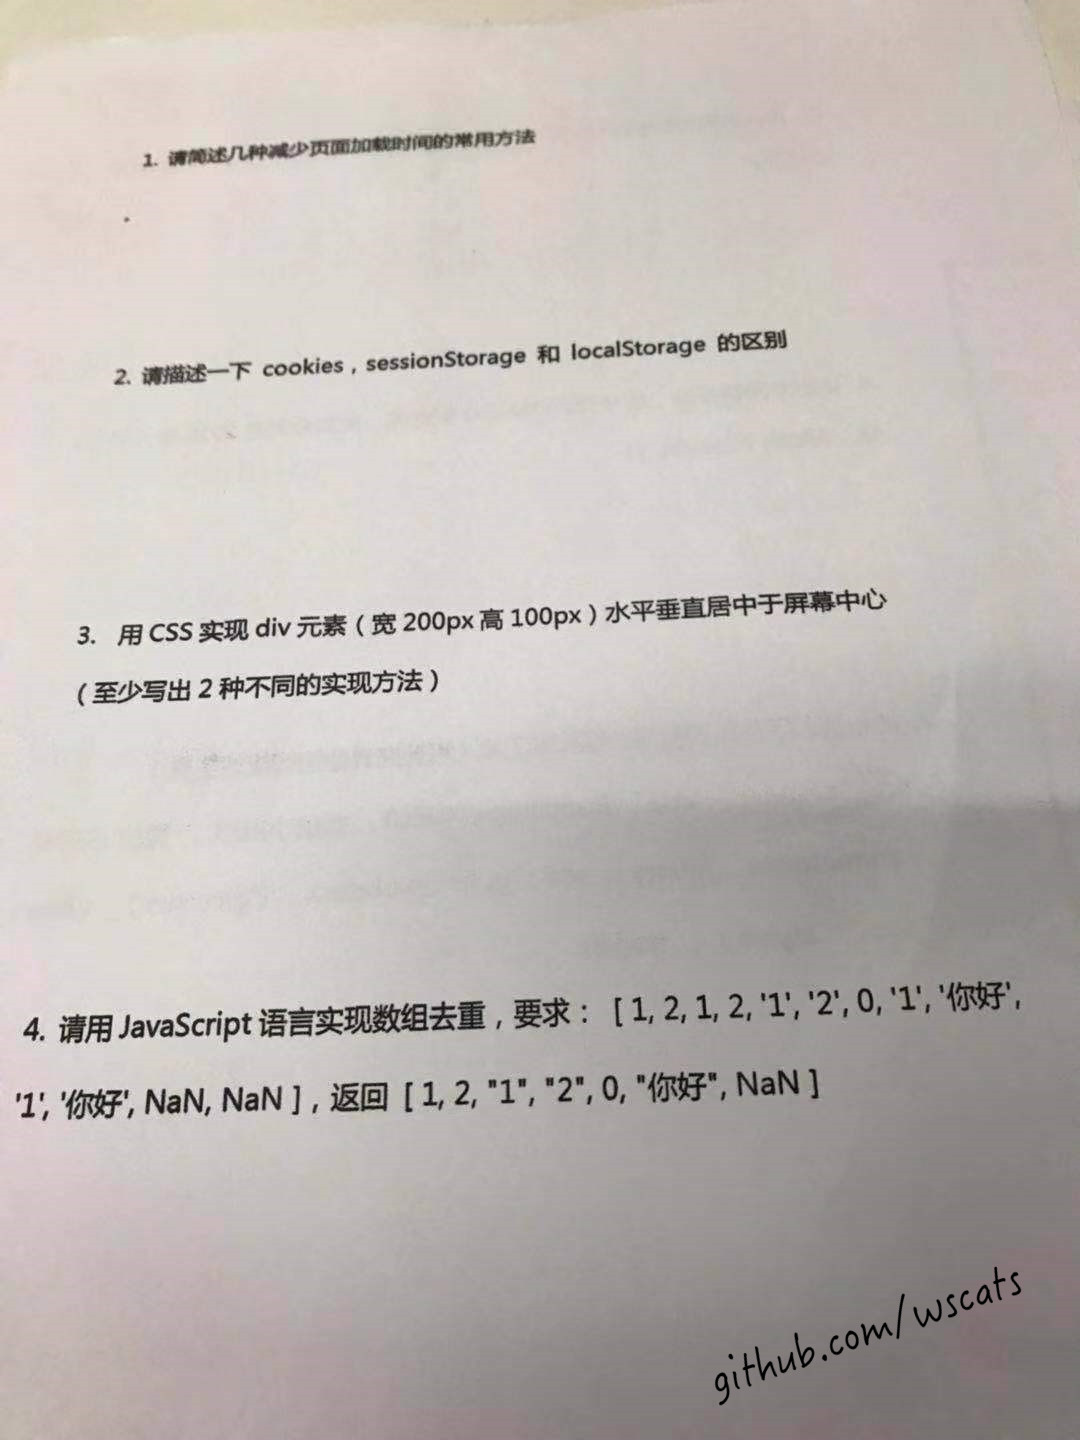 1. 请简述几种减少页面加载时间的常用方法
2. 请描述一下 cookies，sessionStorage 和 localStorage 的区别
3. 用 CSS 实现 div 元素（宽 200px 高 100px）水平垂直居中于屏幕中心
（至少写出 2 种不同的实现方法）
4. 请用 JavaScript 语言实现数组去重，要求： [ 1, 2, 1, 2, '1', '2', 0, '1', '你好',
'1', '你好', NaN, NaN ]，返回 [ 1, 2, "1", "2", 0, "你好", NaN ]
github.com/wscats